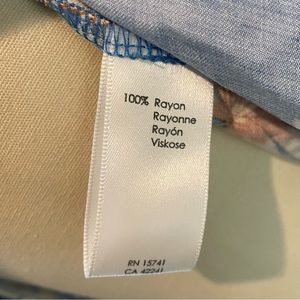 100% Rayon
Rayonne
Rayón
Viskose
RN 15741
CA 42241